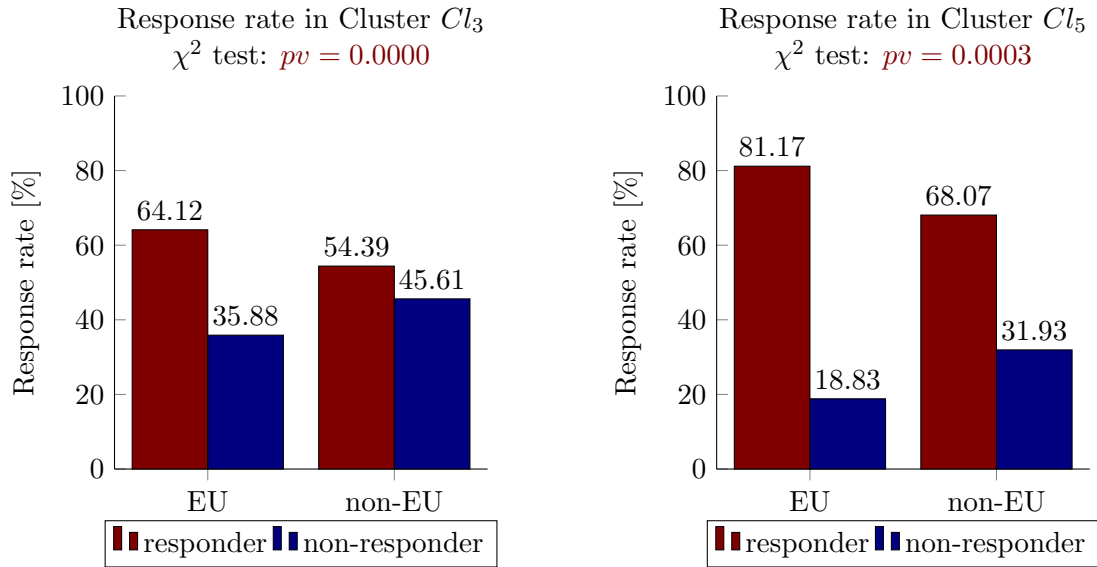 Response rate in Cluster Cl₃
χ² test: pv = 0.0000
Response rate [%]
100
80
60
40
20
0
64.12
35.88
54.39
45.61
EU non-EU
responder non-responder
Response rate in Cluster Cl₅
χ² test: pv = 0.0003
Response rate [%]
100
80
60
40
20
0
81.17
18.83
68.07
31.93
EU non-EU
responder non-responder